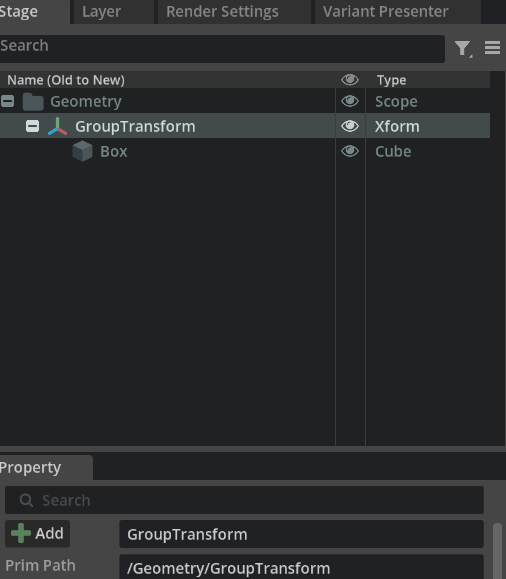 Stage Layer Render Settings Variant Presenter
Search
Name (Old to New) Type
Geometry Scope
GroupTransform Xform
Box Cube
Property
Search
Add GroupTransform
Prim Path /Geometry/GroupTransform